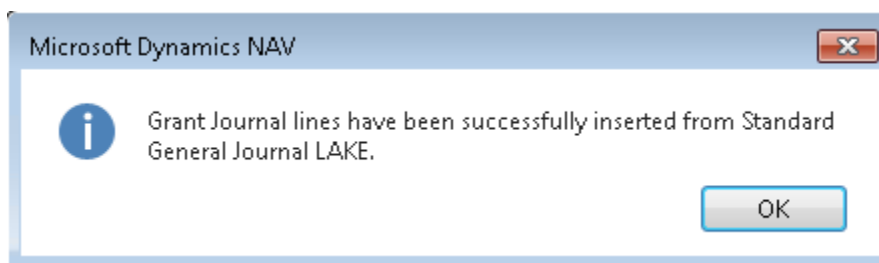 Microsoft Dynamics NAV
Grant Journal lines have been successfully inserted from Standard
General Journal LAKE.
OK